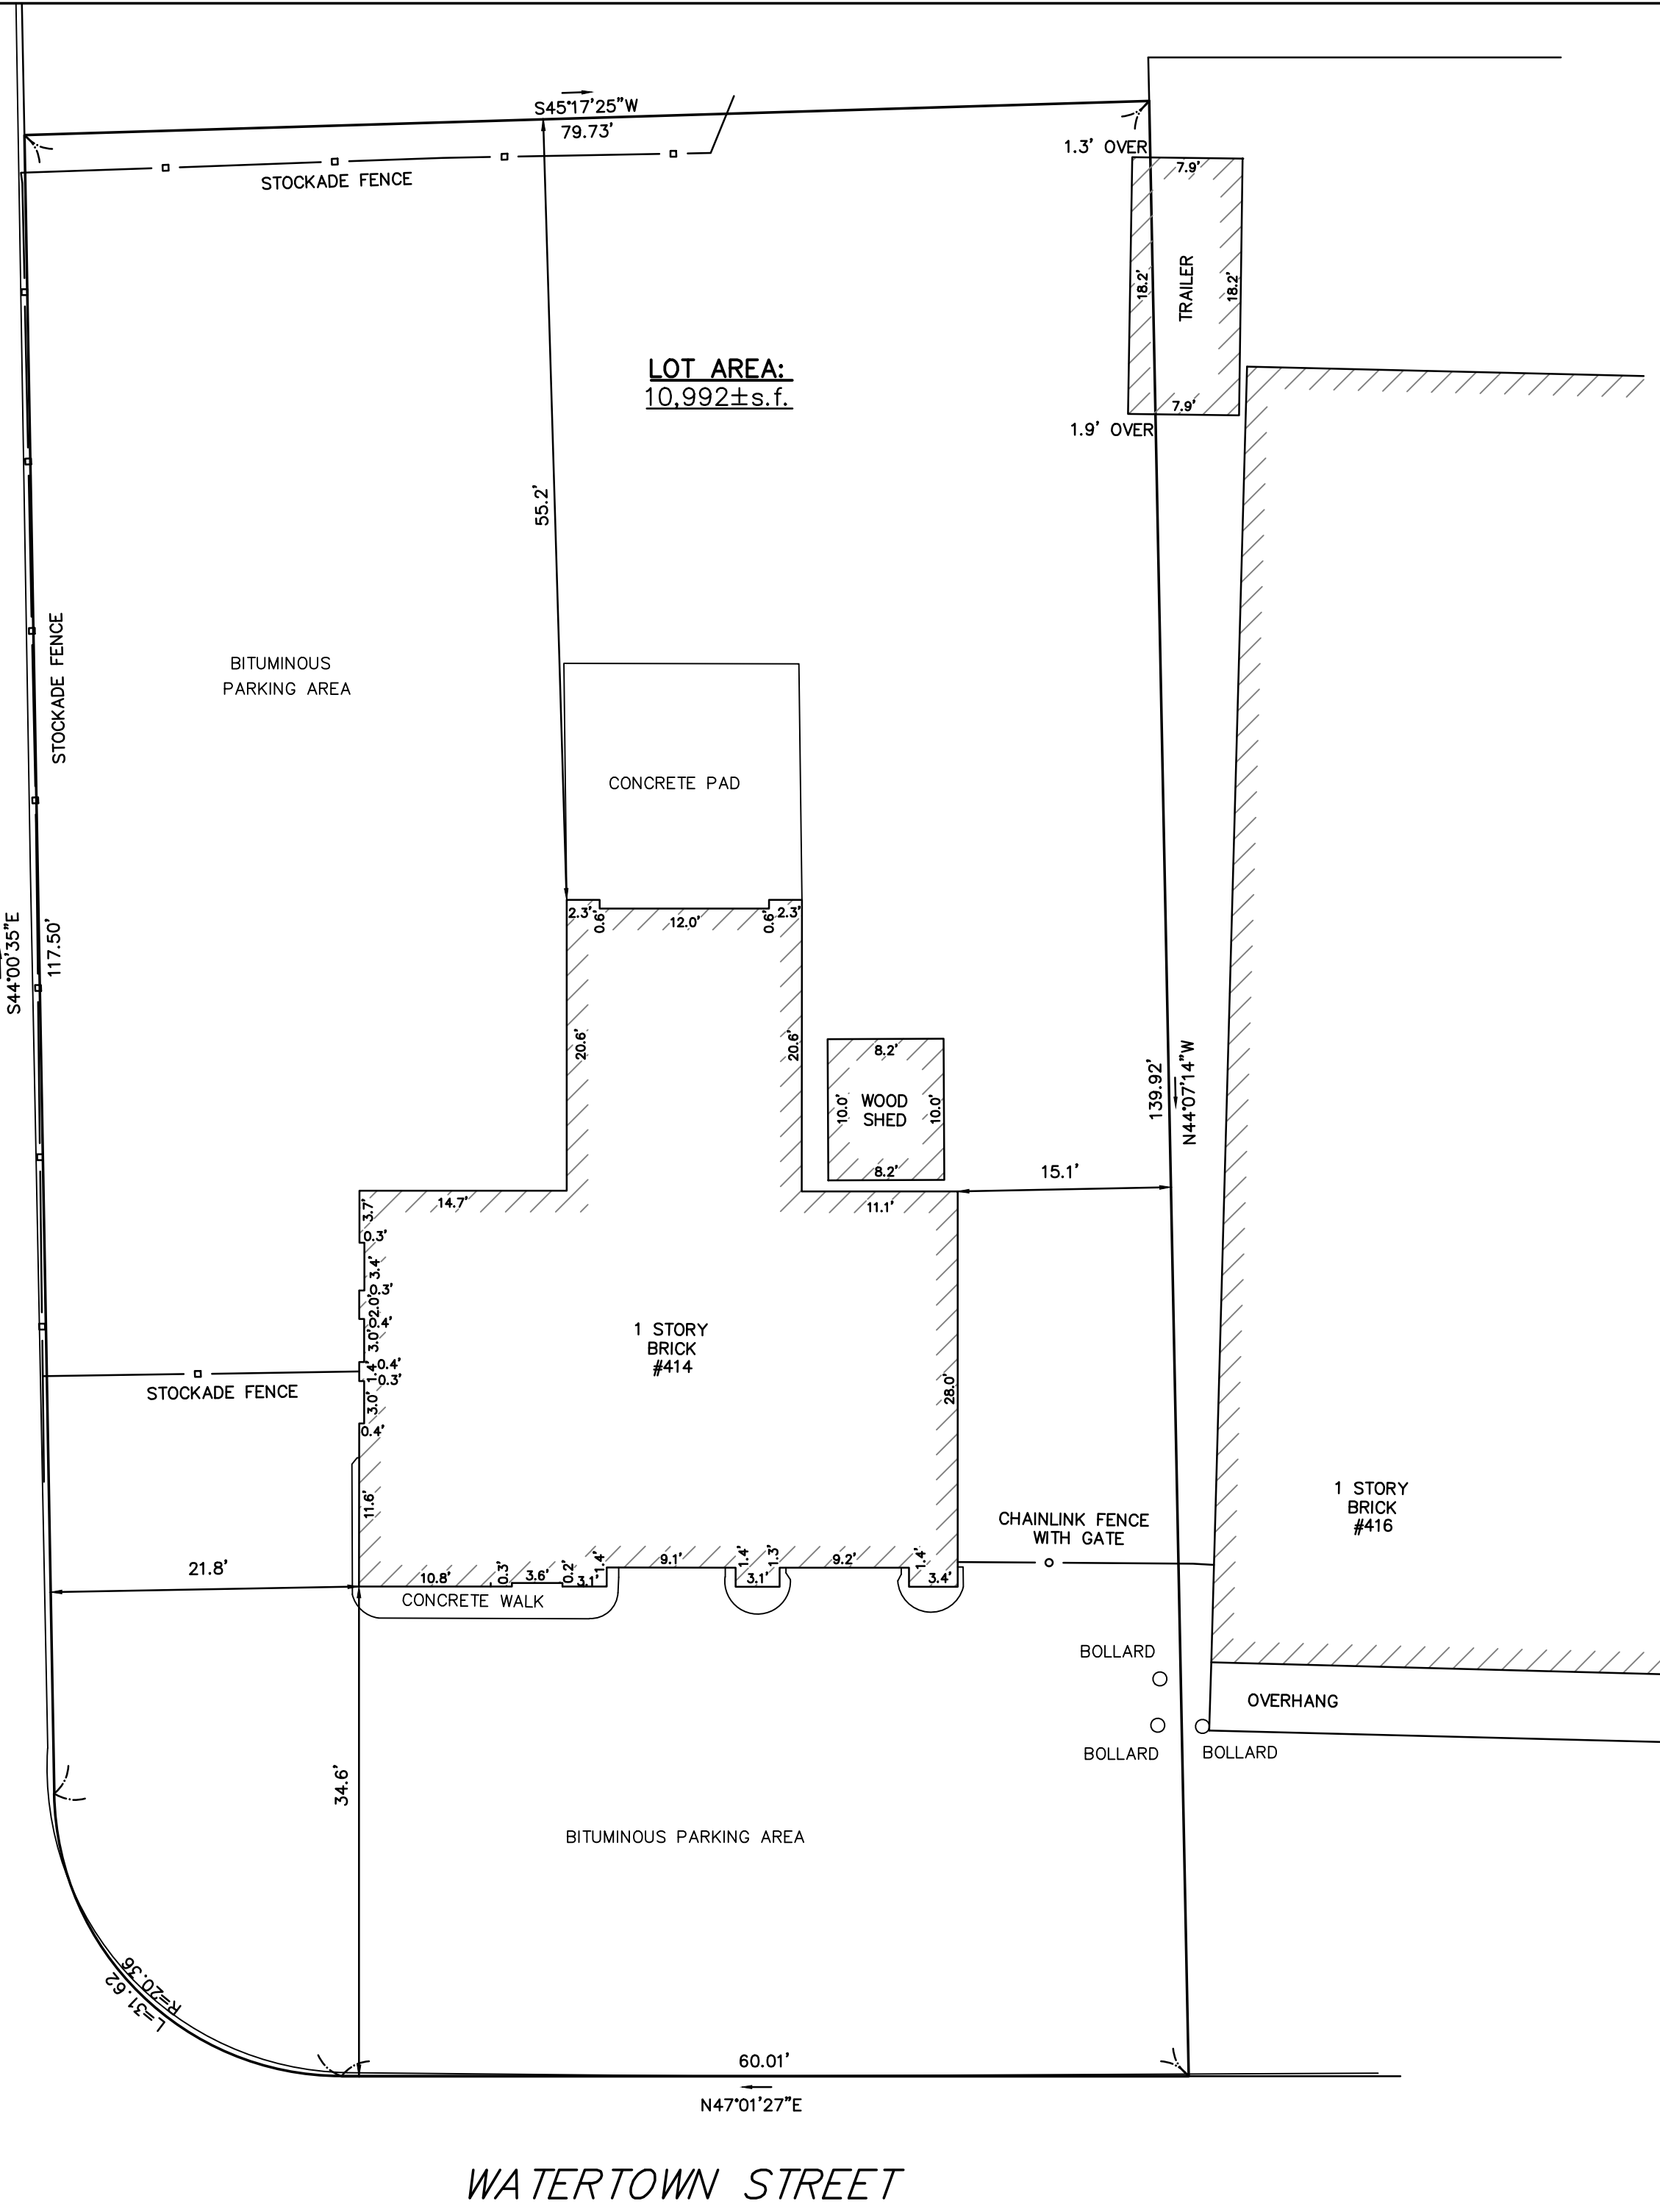 S45°17'25"W
79.73'
1.3' OVER
7.9'
STOCKADE FENCE
18.2'
TRAILER
18.2'
LOT AREA:
10,992±s.f.
7.9'
1.9' OVER
55.2'
STOCKADE FENCE
BITUMINOUS
PARKING AREA
CONCRETE PAD
S44°00'35"E
117.50'
2.3'
0.6'
12.0'
0.6'
2.3'
20.6'
20.6'
8.2'
10.0'
WOOD
SHED
10.0'
8.2'
139.92'
N44°07'14"W
15.1'
14.7'
11.1'
3.7'
0.3'
3.4'
0.3'
2.0'
0.4'
3.0'
0.4'
1.4'
0.3'
3.0'
0.4'
1 STORY
BRICK
#414
28.0'
STOCKADE FENCE
11.6'
1 STORY
BRICK
#416
CHAINLINK FENCE
WITH GATE
21.8'
10.8'
0.3'
3.6'
0.2'
3.1'
1.4'
9.1'
1.4'
3.1'
1.3'
9.2'
1.4'
3.4'
CONCRETE WALK
BOLLARD
OVERHANG
BOLLARD
BOLLARD
34.6'
BITUMINOUS PARKING AREA
R=20.36
L=31.62
60.01'
N47°01'27"E
WATERTOWN STREET